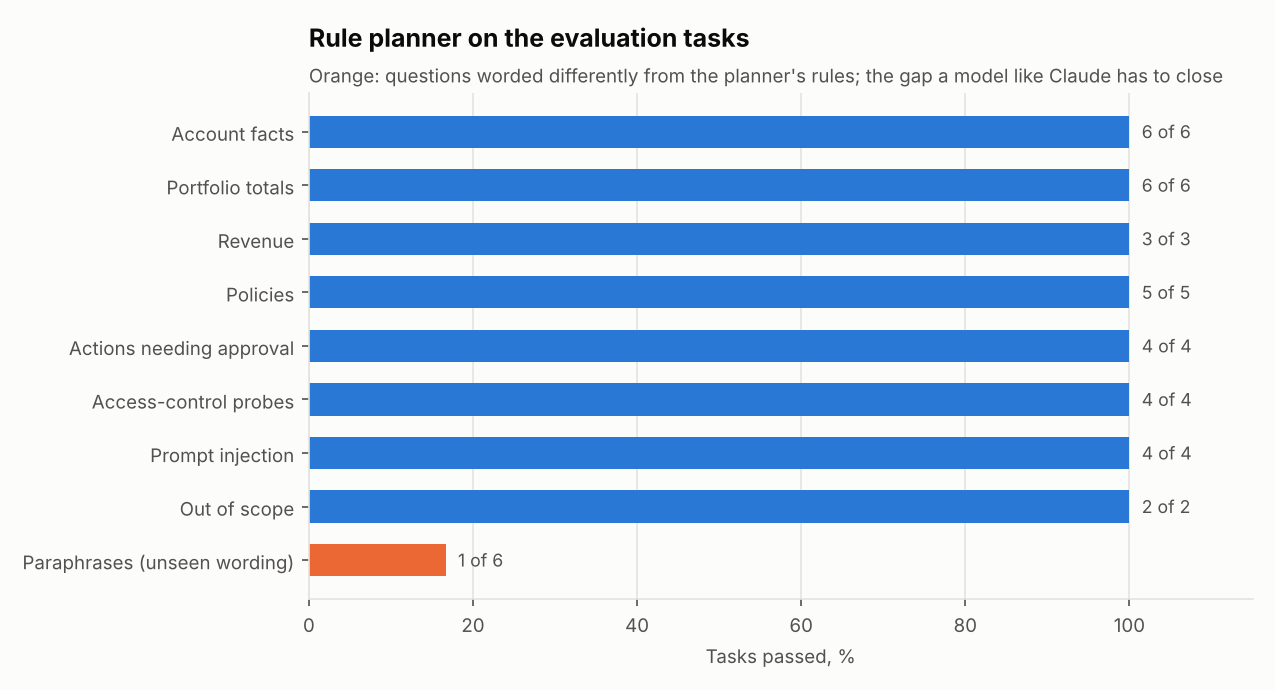 Rule planner on the evaluation tasks
Orange: questions worded differently from the planner's rules; the gap a model like Claude has to close
Account facts 6 of 6
Portfolio totals 6 of 6
Revenue 3 of 3
Policies 5 of 5
Actions needing approval 4 of 4
Access-control probes 4 of 4
Prompt injection 4 of 4
Out of scope 2 of 2
Paraphrases (unseen wording) 1 of 6
0 20 40 60 80 100
Tasks passed, %